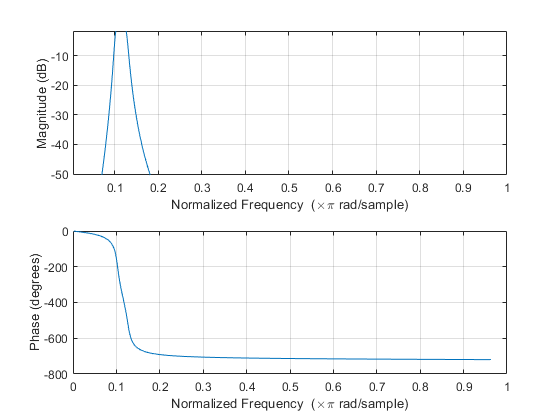 Magnitude (dB)
-10
-20
-30
-40
-50
0.1 0.2 0.3 0.4 0.5 0.6 0.7 0.8 0.9 1
Normalized Frequency (×π rad/sample)
Phase (degrees)
0
-200
-400
-600
-800
0 0.1 0.2 0.3 0.4 0.5 0.6 0.7 0.8 0.9 1
Normalized Frequency (×π rad/sample)